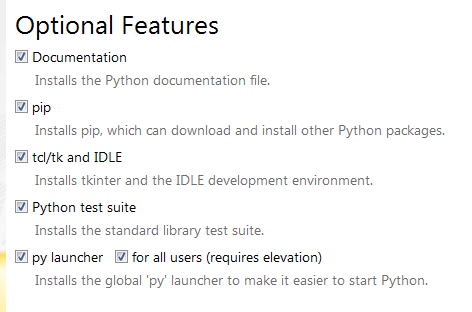 Optional Features
Documentation
Installs the Python documentation file.
pip
Installs pip, which can download and install other Python packages.
tcl/tk and IDLE
Installs tkinter and the IDLE development environment.
Python test suite
Installs the standard library test suite.
py launcher for all users (requires elevation)
Installs the global 'py' launcher to make it easier to start Python.